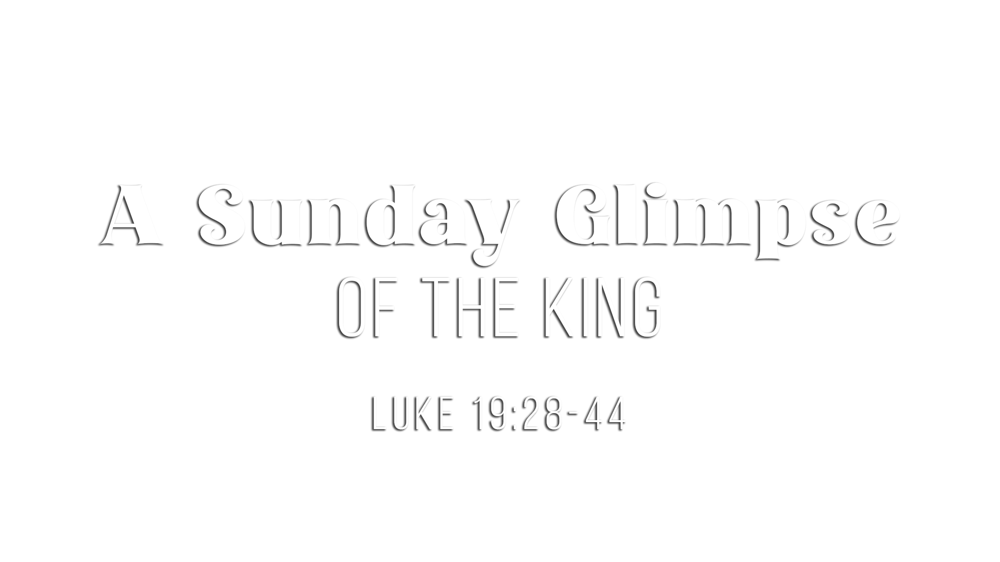 A Sunday Glimpse
OF THE KING
LUKE 19:28-44